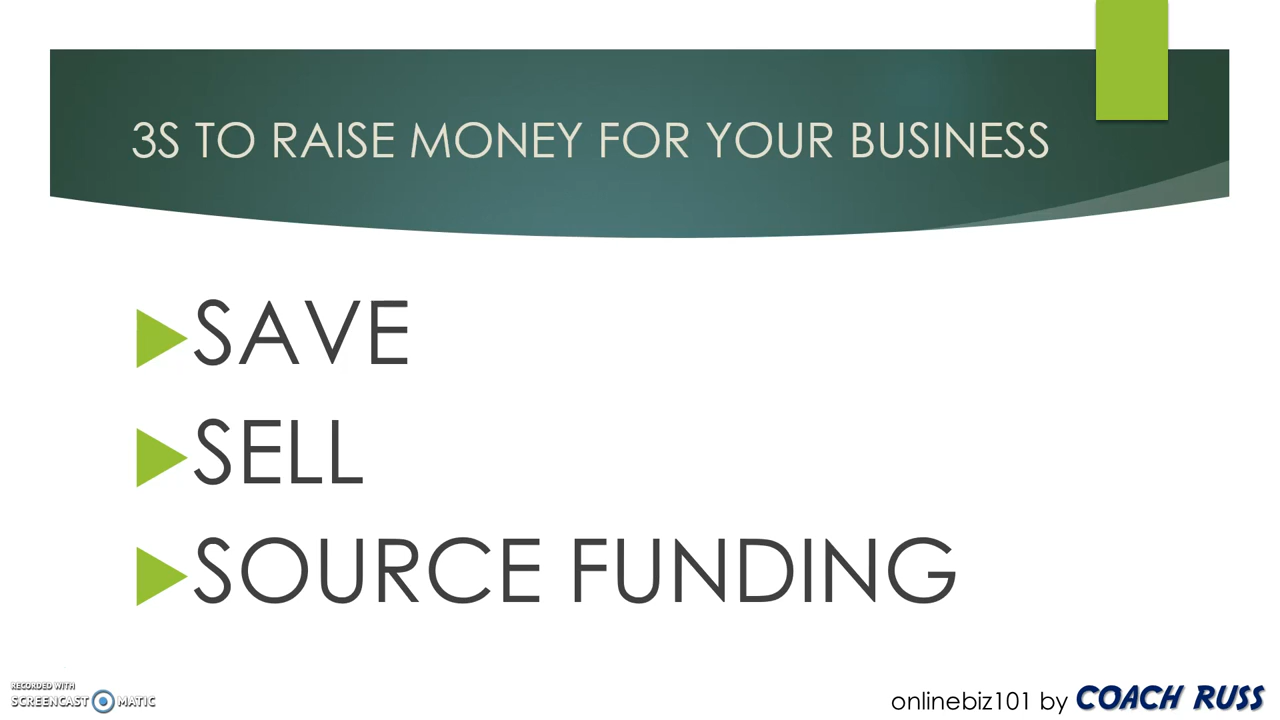 3S TO RAISE MONEY FOR YOUR BUSINESS
SAVE
SELL
SOURCE FUNDING
RECORDED WITH
SCREENCAST MATIC
onlinebiz101 by COACH RUSS